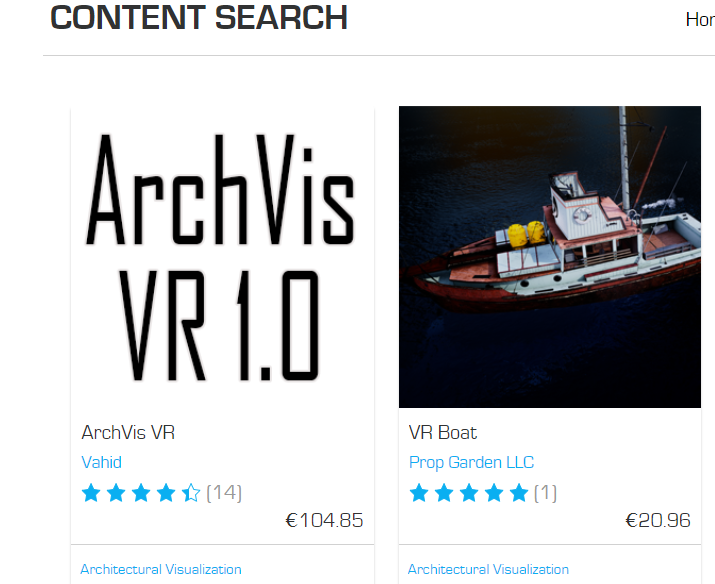 CONTENT SEARCH
ArchVis
VR 1.0
ArchVis VR
Vahid
(14)
€104.85
Architectural Visualization
VR Boat
Prop Garden LLC
(1)
€20.96
Architectural Visualization